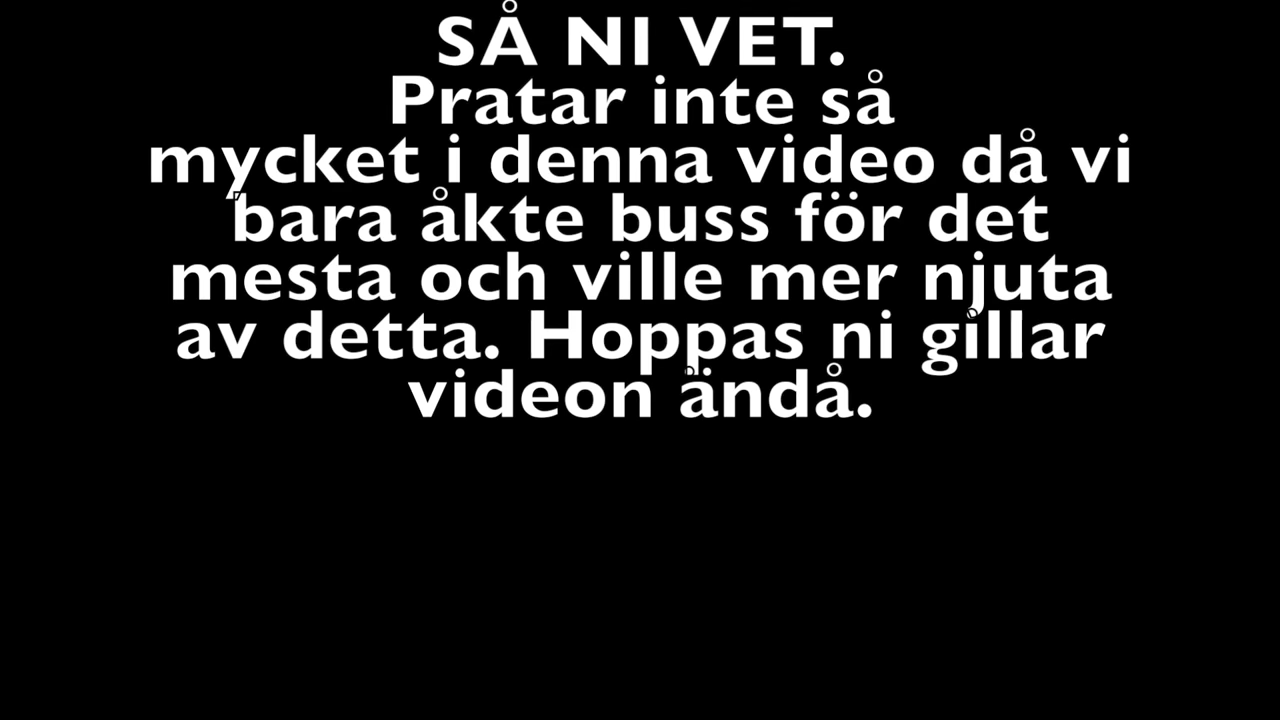 SÅ NI VET.
Pratar inte så
mycket i denna video då vi
bara åkte buss för det
mesta och ville mer njuta
av detta. Hoppas ni gillar
videon ändå.